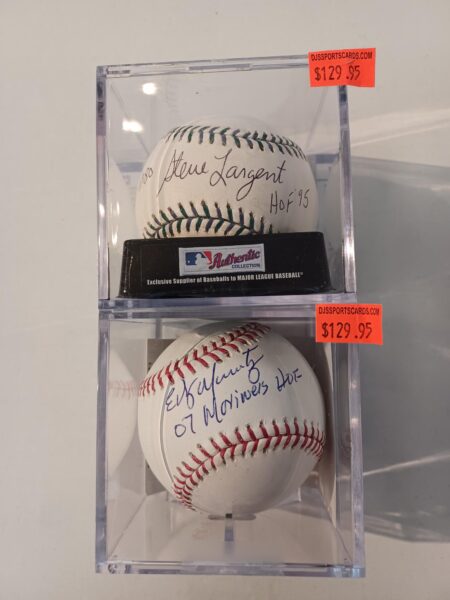 DJSSPORTSCARDS.COM
$129.95
Steve Largent
HOF 95
Authentic
COLLECTION
Exclusive Supplier of Baseballs to MAJOR LEAGUE BASEBALL®
DJSSPORTSCARDS.COM
$129.95
07 Mariners HOF